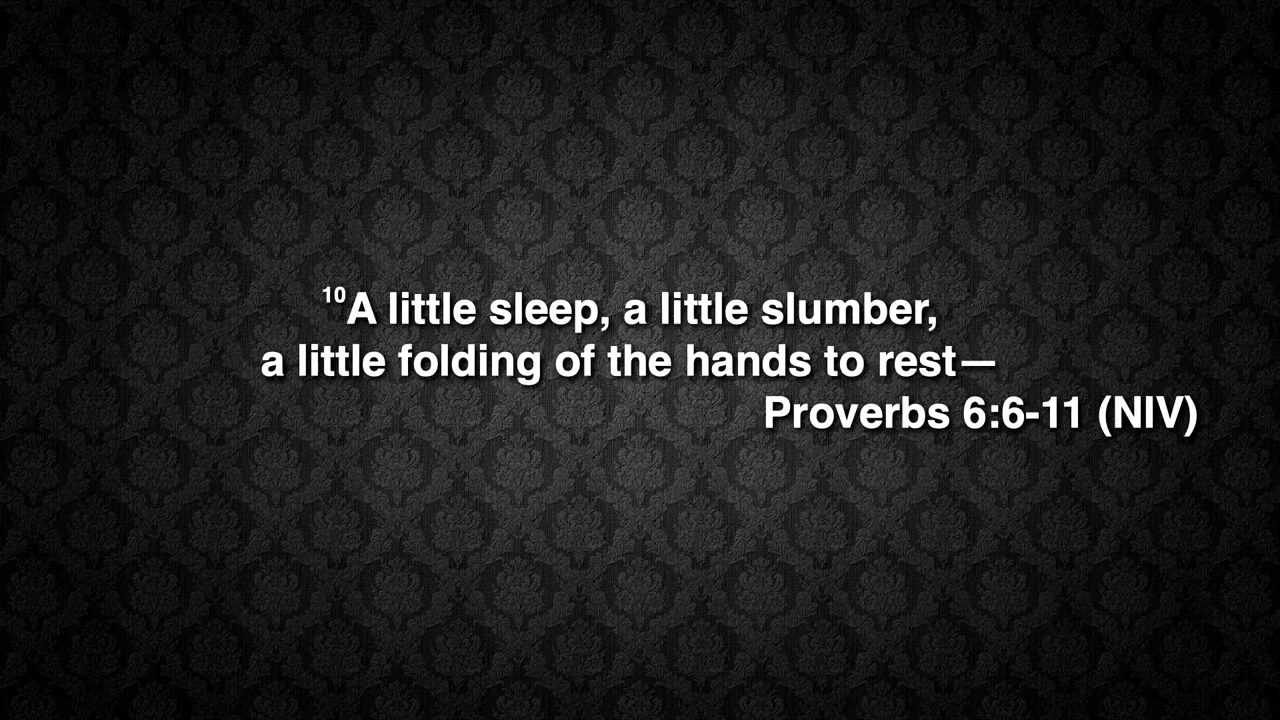 10A little sleep, a little slumber,
a little folding of the hands to rest—
Proverbs 6:6-11 (NIV)